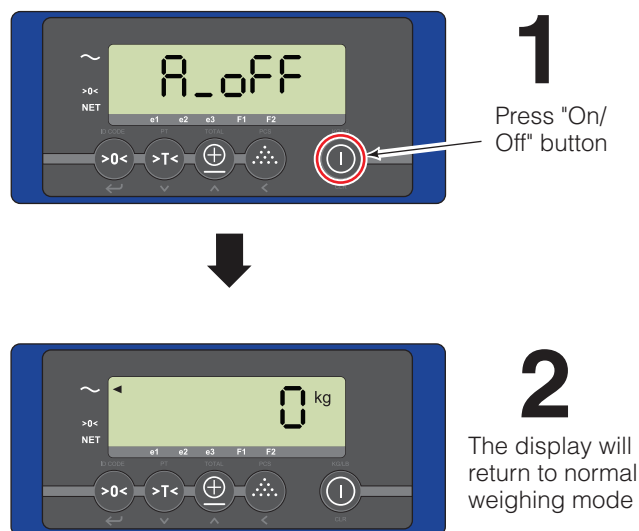 A_oFF
>0<
NET
e1 e2 e3 F1 F2
ID CODE PT TOTAL PCS
>0< >T<
CLR
1
Press "On/
Off" button
0 kg
>0<
NET
e1 e2 e3 F1 F2
ID CODE PT TOTAL PCS KG/LB
>0< >T<
CLR
2
The display will
return to normal
weighing mode